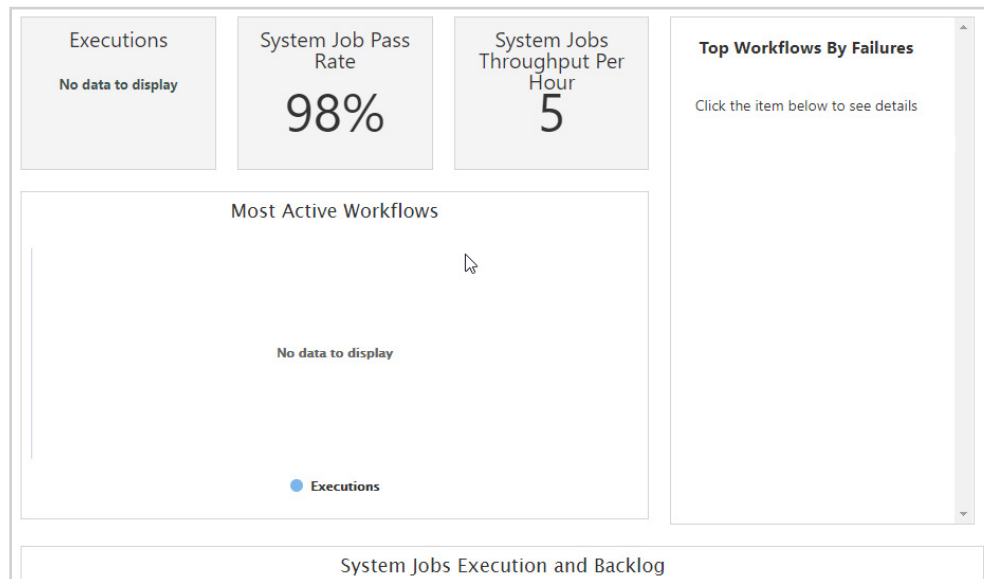 Executions
No data to display
System Job Pass
Rate
98%
System Jobs
Throughput Per
Hour
5
Top Workflows By Failures
Click the item below to see details
Most Active Workflows
No data to display
Executions
System Jobs Execution and Backlog